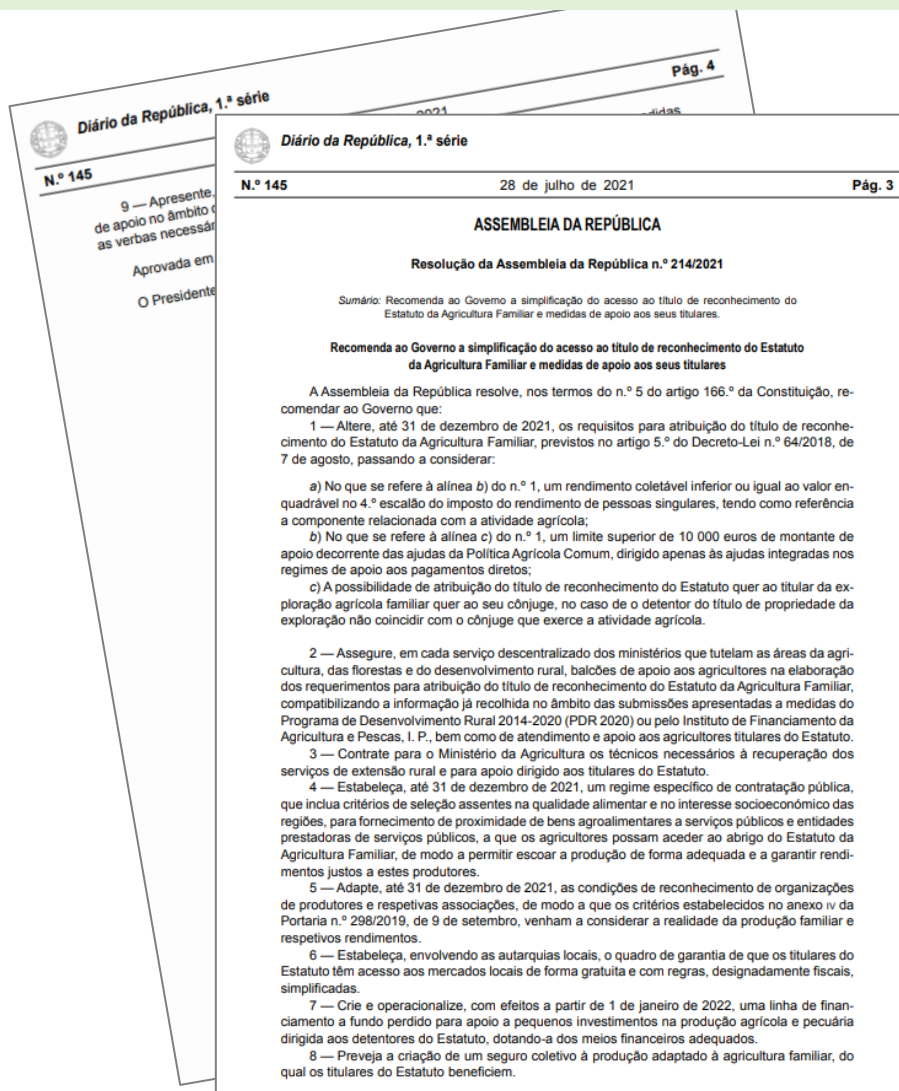 Diário da República, 1.ª série
Pág. 4
N.º 145
2021
9 — Apresente,
de apoio no âmbito
as verbas necessár
Aprovada em
O Presidente
Diário da República, 1.ª série
N.º 145 28 de julho de 2021 Pág. 3
ASSEMBLEIA DA REPÚBLICA
Resolução da Assembleia da República n.º 214/2021
Sumário: Recomenda ao Governo a simplificação do acesso ao título de reconhecimento do
Estatuto da Agricultura Familiar e medidas de apoio aos seus titulares.
Recomenda ao Governo a simplificação do acesso ao título de reconhecimento do Estatuto
da Agricultura Familiar e medidas de apoio aos seus titulares
A Assembleia da República resolve, nos termos do n.º 5 do artigo 166.º da Constituição, re-
comendar ao Governo que:
1 — Altere, até 31 de dezembro de 2021, os requisitos para atribuição do título de reconhe-
cimento do Estatuto da Agricultura Familiar, previstos no artigo 5.º do Decreto-Lei n.º 64/2018, de
7 de agosto, passando a considerar:
a) No que se refere à alínea b) do n.º 1, um rendimento coletável inferior ou igual ao valor en-
quadrável no 4.º escalão do imposto do rendimento de pessoas singulares, tendo como referência
a componente relacionada com a atividade agrícola;
b) No que se refere à alínea c) do n.º 1, um limite superior de 10 000 euros de montante de
apoio decorrente das ajudas da Política Agrícola Comum, dirigido apenas às ajudas integradas nos
regimes de apoio aos pagamentos diretos;
c) A possibilidade de atribuição do título de reconhecimento do Estatuto quer ao titular da ex-
ploração agrícola familiar quer ao seu cônjuge, no caso de o detentor do título de propriedade da
exploração não coincidir com o cônjuge que exerce a atividade agrícola.
2 — Assegure, em cada serviço descentralizado dos ministérios que tutelam as áreas da agri-
cultura, das florestas e do desenvolvimento rural, balcões de apoio aos agricultores na elaboração
dos requerimentos para atribuição do título de reconhecimento do Estatuto da Agricultura Familiar,
compatibilizando a informação já recolhida no âmbito das submissões apresentadas a medidas do
Programa de Desenvolvimento Rural 2014-2020 (PDR 2020) ou pelo Instituto de Financiamento da
Agricultura e Pescas, I. P., bem como de atendimento e apoio aos agricultores titulares do Estatuto.
3 — Contrate para o Ministério da Agricultura os técnicos necessários à recuperação dos
serviços de extensão rural e para apoio dirigido aos titulares do Estatuto.
4 — Estabeleça, até 31 de dezembro de 2021, um regime específico de contratação pública,
que inclua critérios de seleção assentes na qualidade alimentar e no interesse socioeconómico das
regiões, para fornecimento de proximidade de bens agroalimentares a serviços públicos e entidades
prestadoras de serviços públicos, a que os agricultores possam aceder ao abrigo do Estatuto da
Agricultura Familiar, de modo a permitir escoar a produção de forma adequada e a garantir rendi-
mentos justos a estes produtores.
5 — Adapte, até 31 de dezembro de 2021, as condições de reconhecimento de organizações
de produtores e respetivas associações, de modo a que os critérios estabelecidos no anexo IV da
Portaria n.º 298/2019, de 9 de setembro, venham a considerar a realidade da produção familiar e
respetivos rendimentos.
6 — Estabeleça, envolvendo as autarquias locais, o quadro de garantia de que os titulares do
Estatuto têm acesso aos mercados locais de forma gratuita e com regras, designadamente fiscais,
simplificadas.
7 — Crie e operacionalize, com efeitos a partir de 1 de janeiro de 2022, uma linha de finan-
ciamento a fundo perdido para apoio a pequenos investimentos na produção agrícola e pecuária
dirigida aos detentores do Estatuto, dotando-a dos meios financeiros adequados.
8 — Preveja a criação de um seguro coletivo à produção adaptado à agricultura familiar, do
qual os titulares do Estatuto beneficiem.